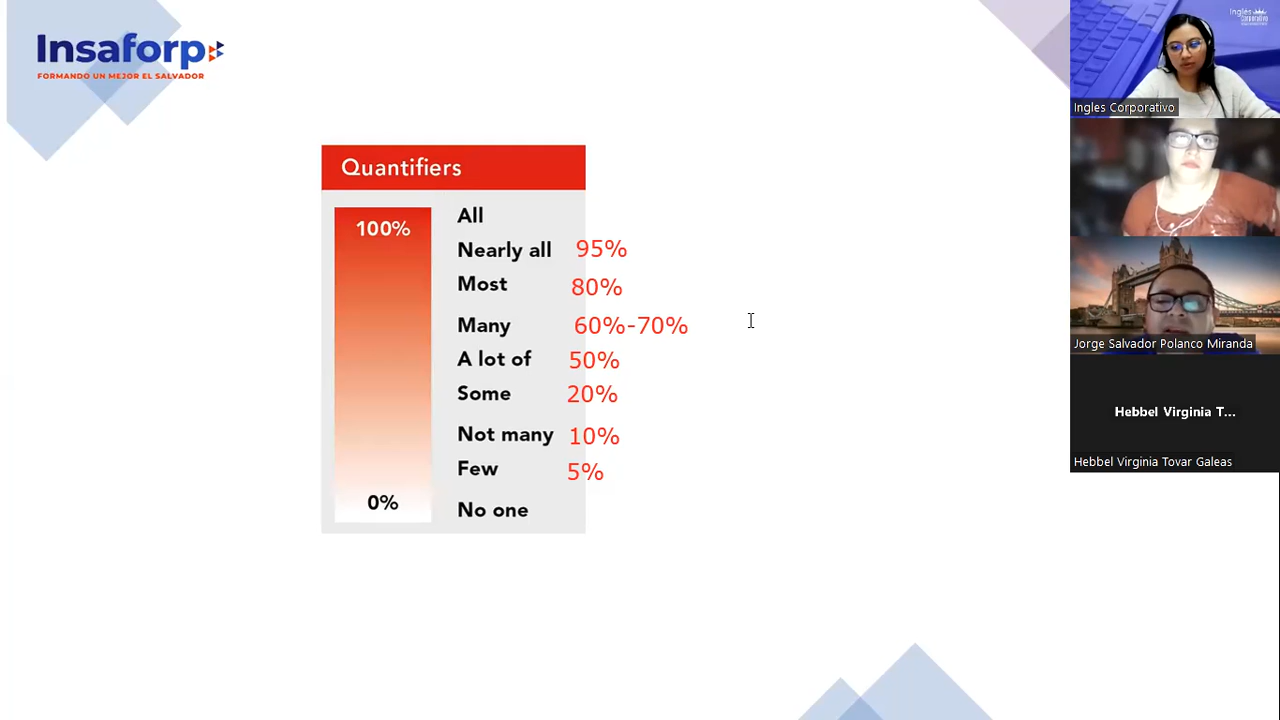 Insaforp
FORMANDO UN MEJOR EL SALVADOR
Quantifiers
100%
All
Nearly all 95%
Most 80%
Many 60%-70%
A lot of 50%
Some 20%
Not many 10%
Few 5%
0%
No one
Inglés
Corporativo
Ingles Corporativo
Jorge Salvador Polanco Miranda
Hebbel Virginia T...
Hebbel Virginia Tovar Galeas